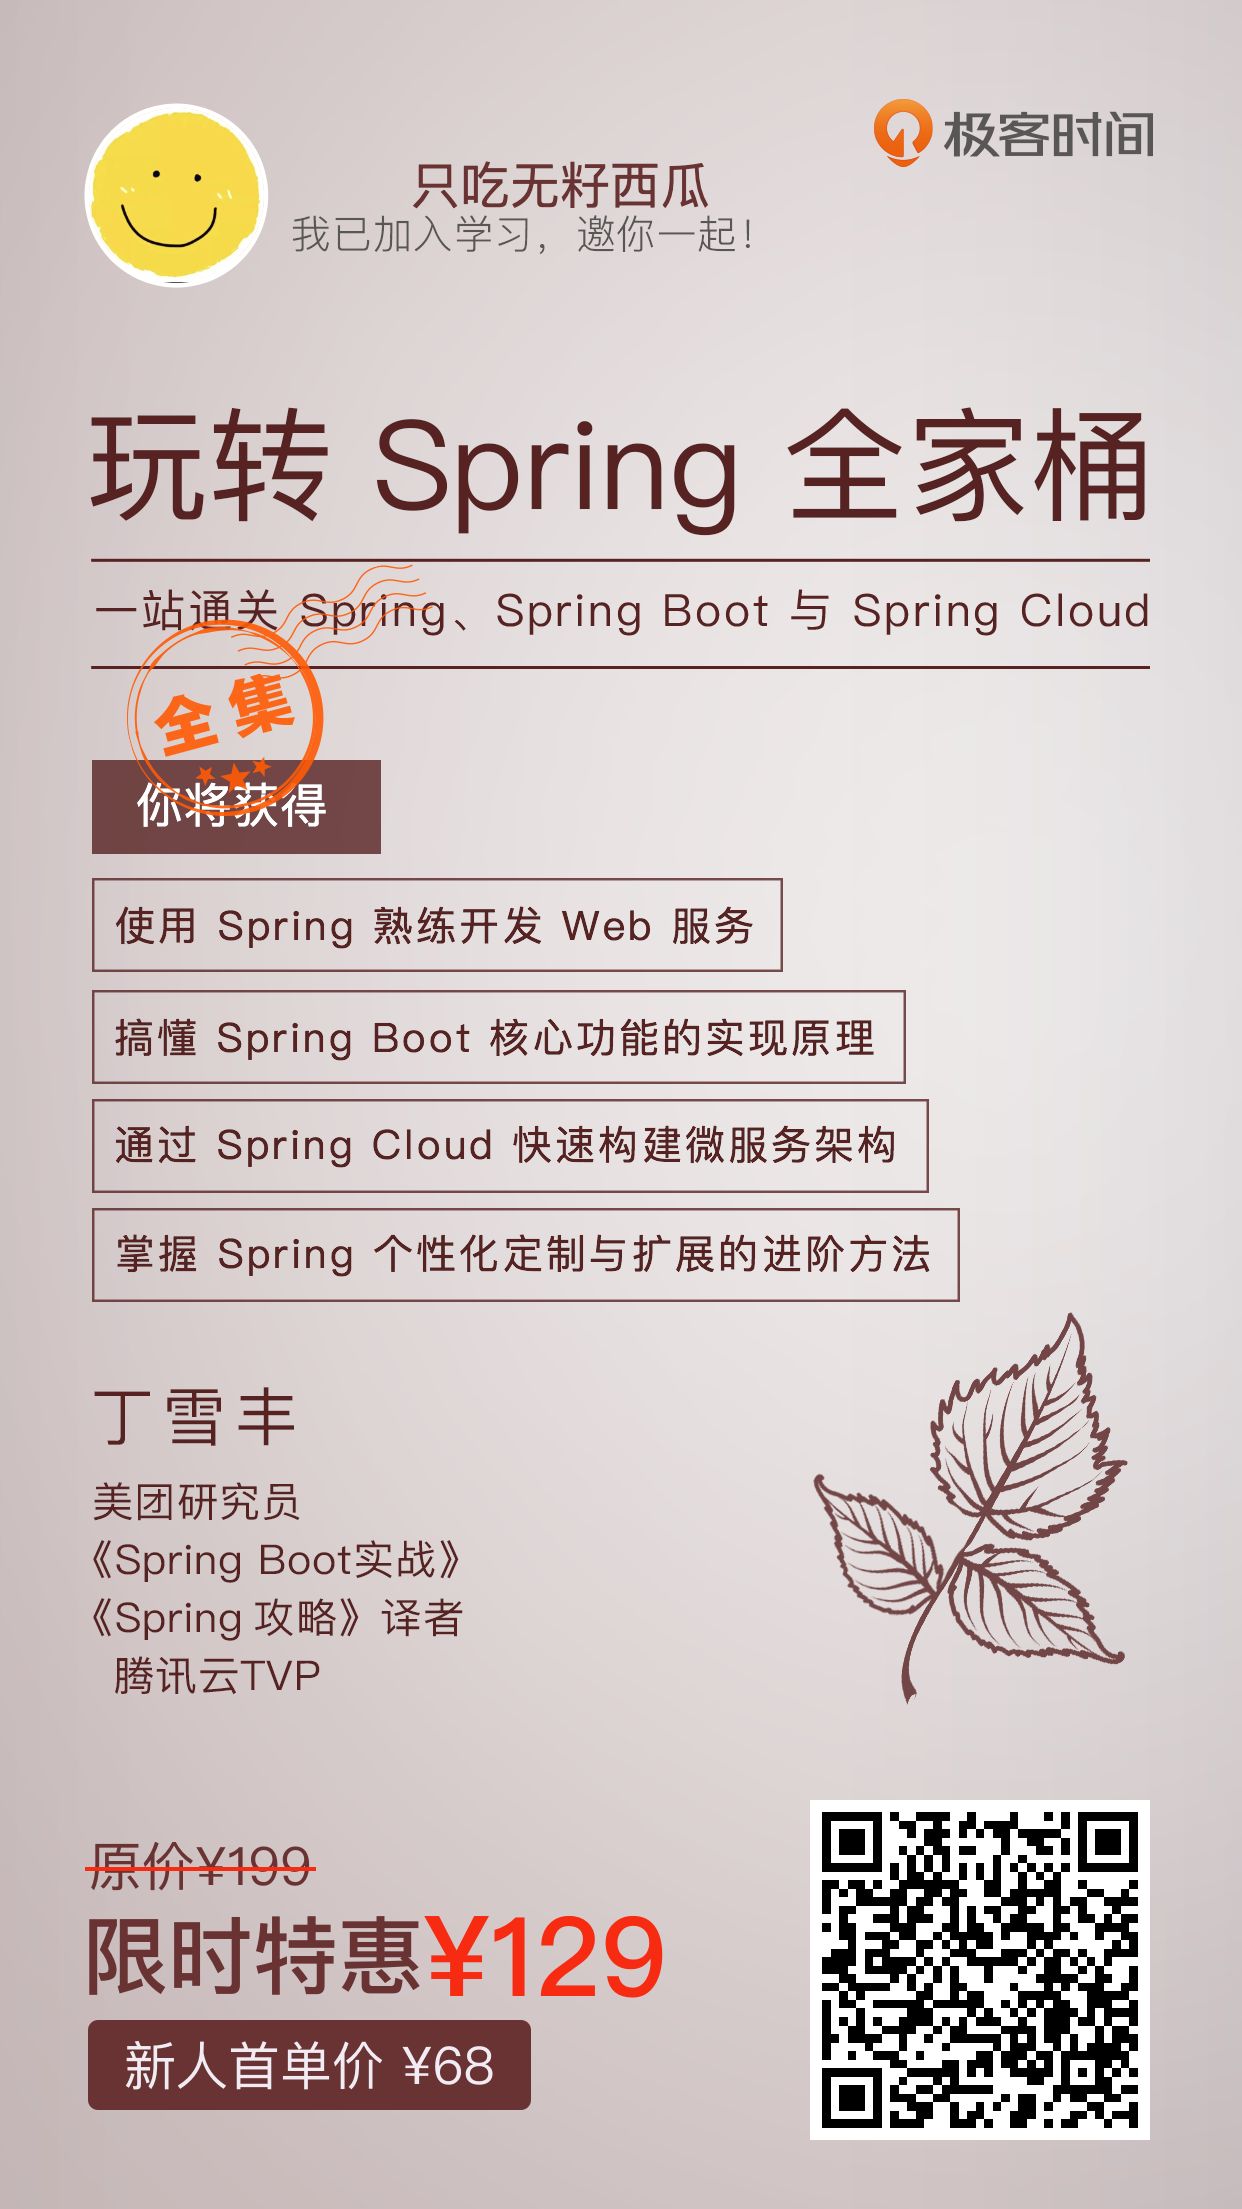 极客时间
只吃无籽西瓜
我已加入学习，邀你一起！
玩转 Spring 全家桶
一站通关 Spring、Spring Boot 与 Spring Cloud
全集
你将获得
使用 Spring 熟练开发 Web 服务
搞懂 Spring Boot 核心功能的实现原理
通过 Spring Cloud 快速构建微服务架构
掌握 Spring 个性化定制与扩展的进阶方法
丁雪丰
美团研究员
《Spring Boot实战》
《Spring 攻略》译者
腾讯云TVP
原价¥199
限时特惠¥129
新人首单价 ¥68